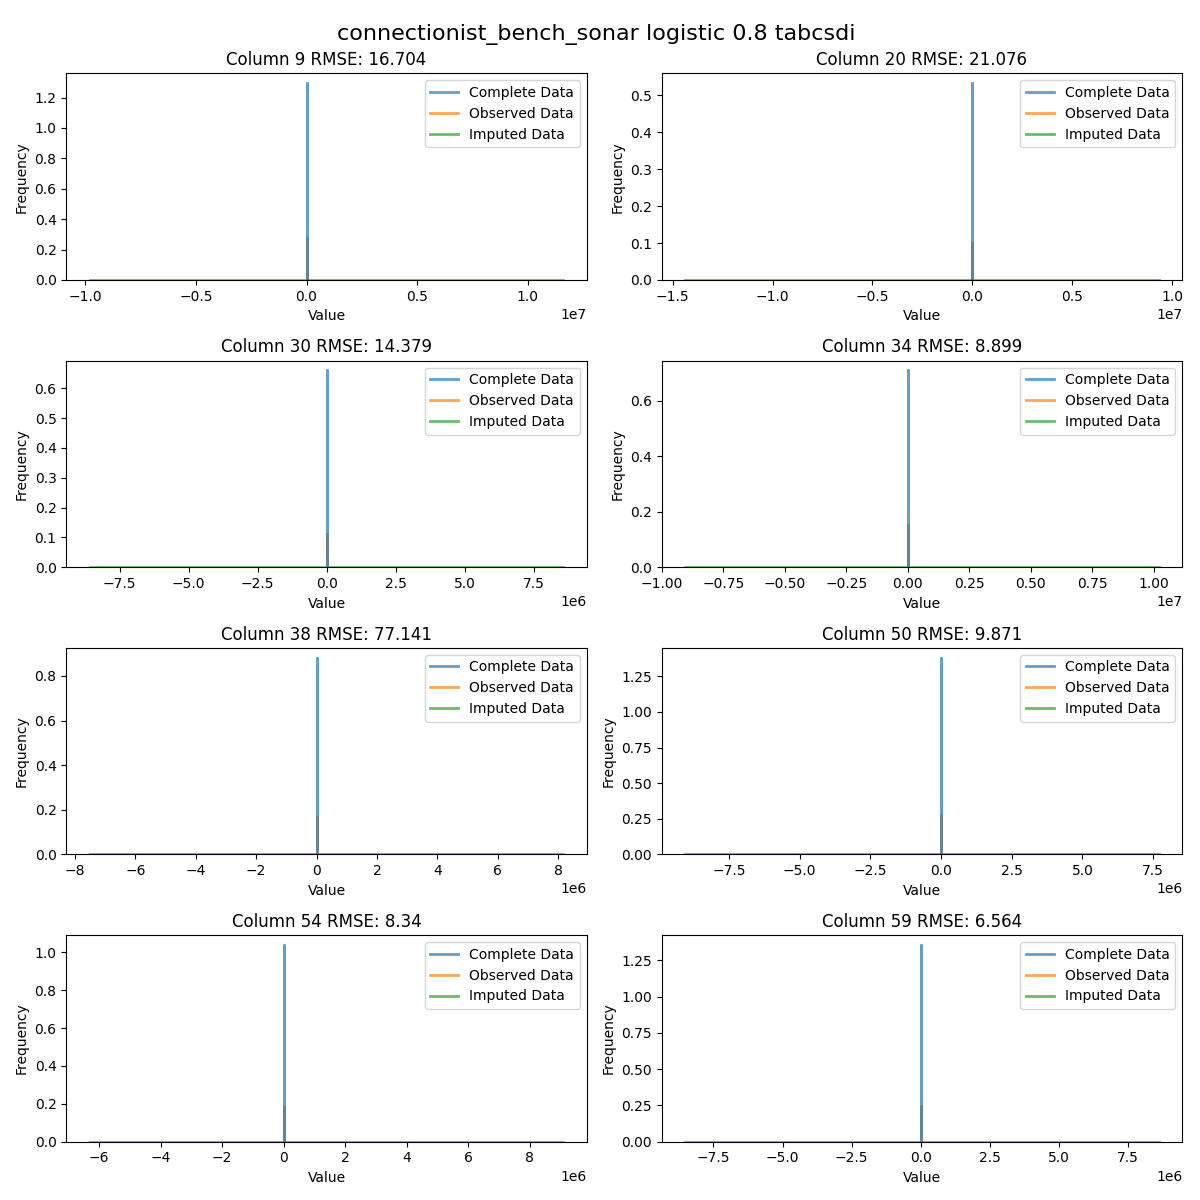 connectionist_bench_sonar logistic 0.8 tabcsdi
Column 9 RMSE: 16.704
Frequency
1.2
1.0
0.8
0.6
0.4
0.2
0.0
Complete Data
Observed Data
Imputed Data
−1.0 −0.5 0.0 0.5 1.0
Value
1e7
Column 20 RMSE: 21.076
Frequency
0.5
0.4
0.3
0.2
0.1
0.0
Complete Data
Observed Data
Imputed Data
−1.5 −1.0 −0.5 0.0 0.5 1.0
Value
1e7
Column 30 RMSE: 14.379
Frequency
0.6
0.5
0.4
0.3
0.2
0.1
0.0
Complete Data
Observed Data
Imputed Data
−7.5 −5.0 −2.5 0.0 2.5 5.0 7.5
Value
1e6
Column 34 RMSE: 8.899
Frequency
0.6
0.4
0.2
0.0
Complete Data
Observed Data
Imputed Data
−1.00 −0.75 −0.50 −0.25 0.00 0.25 0.50 0.75 1.00
Value
1e7
Column 38 RMSE: 77.141
Frequency
0.8
0.6
0.4
0.2
0.0
Complete Data
Observed Data
Imputed Data
−8 −6 −4 −2 0 2 4 6 8
Value
1e6
Column 50 RMSE: 9.871
Frequency
1.25
1.00
0.75
0.50
0.25
0.00
Complete Data
Observed Data
Imputed Data
−7.5 −5.0 −2.5 0.0 2.5 5.0 7.5
Value
1e6
Column 54 RMSE: 8.34
Frequency
1.0
0.8
0.6
0.4
0.2
0.0
Complete Data
Observed Data
Imputed Data
−6 −4 −2 0 2 4 6 8
Value
1e6
Column 59 RMSE: 6.564
Frequency
1.25
1.00
0.75
0.50
0.25
0.00
Complete Data
Observed Data
Imputed Data
−7.5 −5.0 −2.5 0.0 2.5 5.0 7.5
Value
1e6